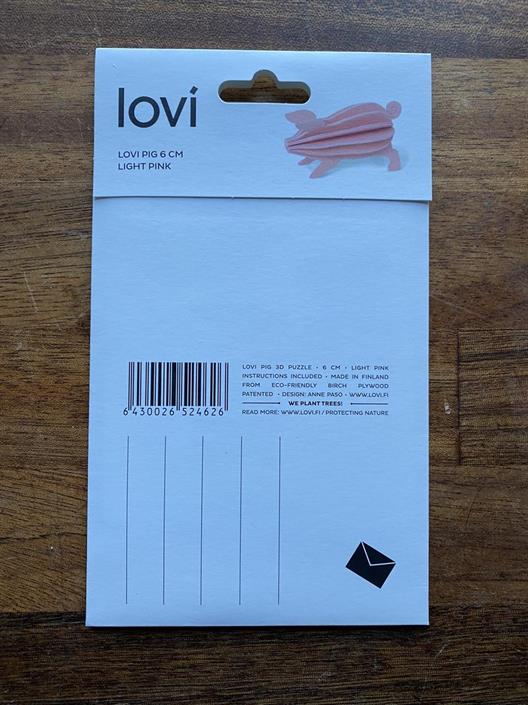 lovi
LOVI PIG 6 CM
LIGHT PINK
LOVI PIG 3D PUZZLE • 6 CM • LIGHT PINK
INSTRUCTIONS INCLUDED • MADE IN FINLAND
FROM ECO-FRIENDLY BIRCH PLYWOOD
PATENTED • DESIGN: ANNE PASO • WWW.LOVI.FI
WE PLANT TREES!
READ MORE: WWW.LOVI.FI / PROTECTING NATURE
6 430026 524626